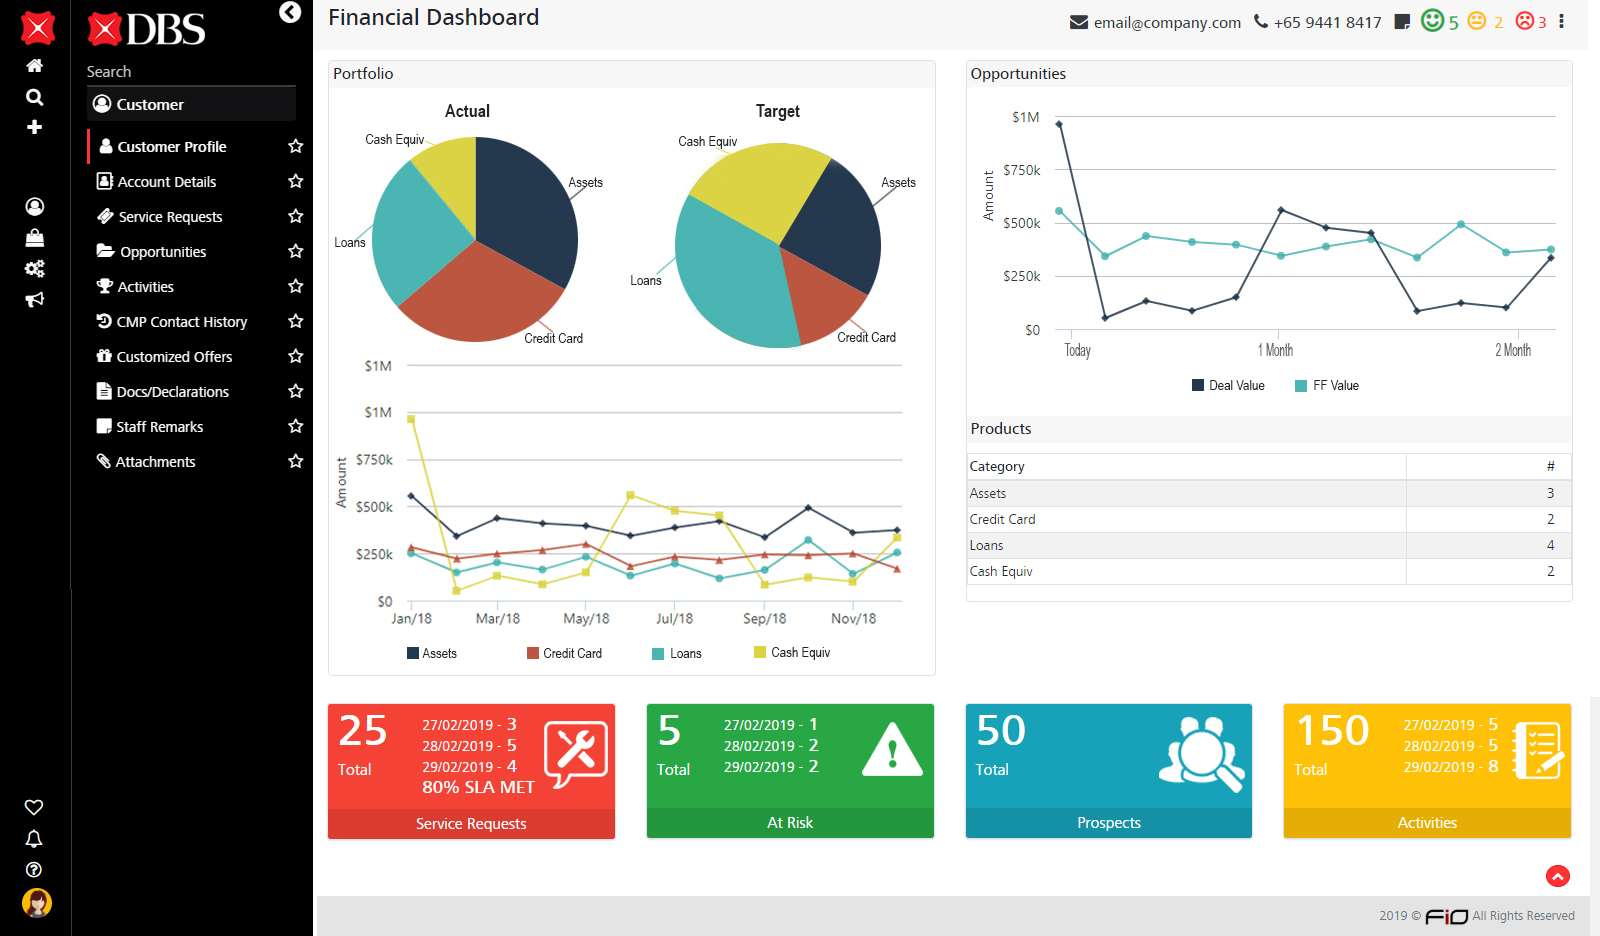 DBS
Search
Customer
Customer Profile
Account Details
Service Requests
Opportunities
Activities
CMP Contact History
Customized Offers
Docs/Declarations
Staff Remarks
Attachments
Financial Dashboard
email@company.com
+65 9441 8417
5
2
3
Portfolio
Actual
Cash Equiv
Assets
Loans
Credit Card
Target
Cash Equiv
Assets
Loans
Credit Card
$1M
$1M
$750k
$500k
$250k
$0
Amount
Jan/18 Mar/18 May/18 Jul/18 Sep/18 Nov/18
Assets Credit Card Loans Cash Equiv
Opportunities
$1M
$750k
$500k
$250k
$0
Amount
Today 1 Month 2 Month
Deal Value FF Value
Products
Category #
Assets 3
Credit Card 2
Loans 4
Cash Equiv 2
25
Total
27/02/2019 - 3
28/02/2019 - 5
29/02/2019 - 4
80% SLA MET
Service Requests
5
Total
27/02/2019 - 1
28/02/2019 - 2
29/02/2019 - 2
At Risk
50
Total
Prospects
150
Total
27/02/2019 - 5
28/02/2019 - 5
29/02/2019 - 8
Activities
2019 © FiO All Rights Reserved